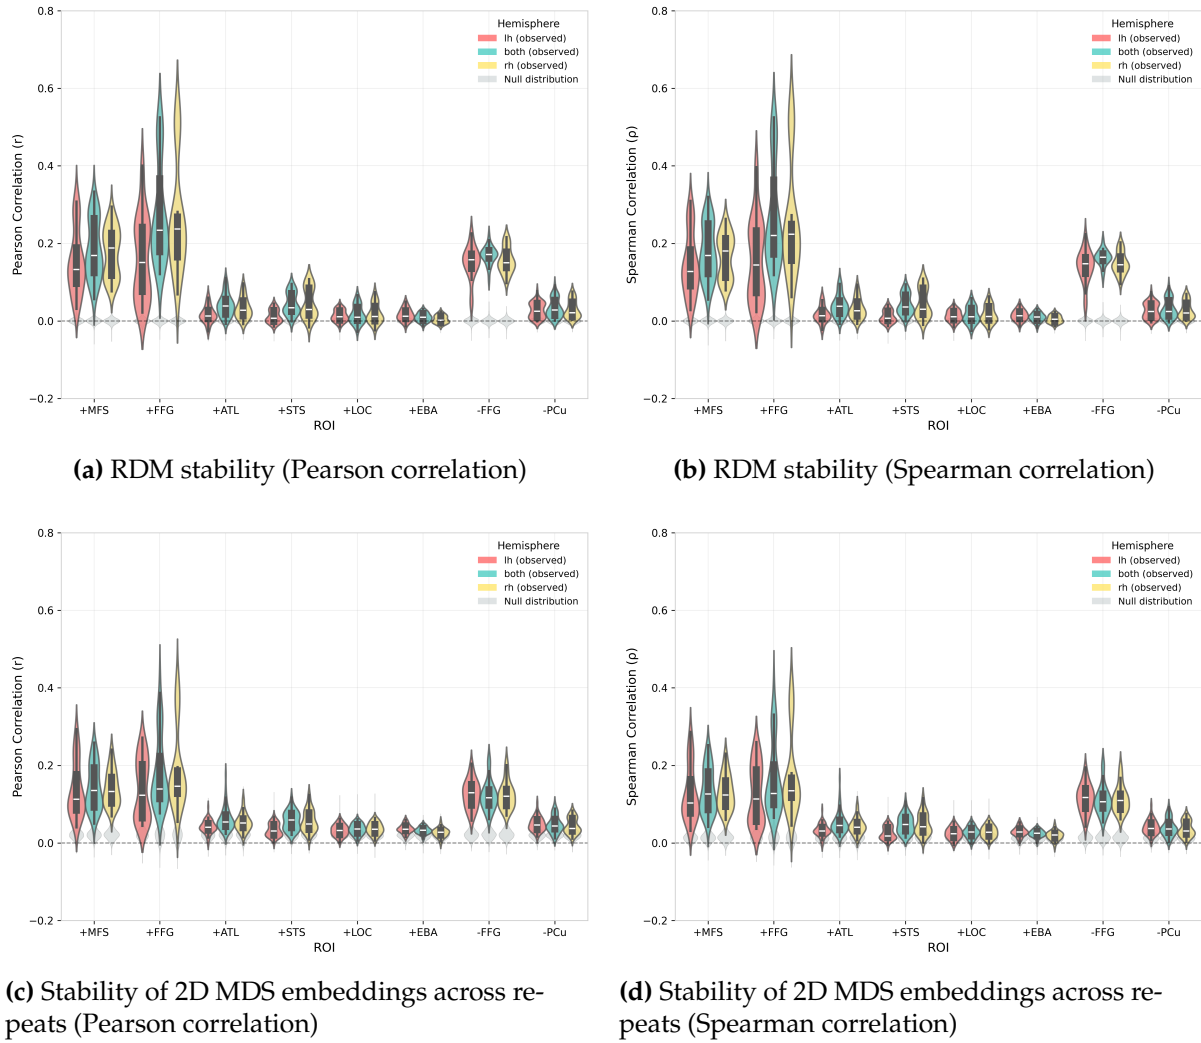 0.8
0.6
0.4
0.2
0.0
−0.2
Pearson Correlation (r)
Hemisphere
lh (observed)
both (observed)
rh (observed)
Null distribution
+MFS +FFG +ATL +STS +LOC +EBA -FFG -PCu
ROI
(a) RDM stability (Pearson correlation)
0.8
0.6
0.4
0.2
0.0
−0.2
Spearman Correlation (ρ)
Hemisphere
lh (observed)
both (observed)
rh (observed)
Null distribution
+MFS +FFG +ATL +STS +LOC +EBA -FFG -PCu
ROI
(b) RDM stability (Spearman correlation)
0.8
0.6
0.4
0.2
0.0
−0.2
Pearson Correlation (r)
Hemisphere
lh (observed)
both (observed)
rh (observed)
Null distribution
+MFS +FFG +ATL +STS +LOC +EBA -FFG -PCu
ROI
(c) Stability of 2D MDS embeddings across re-
peats (Pearson correlation)
0.8
0.6
0.4
0.2
0.0
−0.2
Spearman Correlation (ρ)
Hemisphere
lh (observed)
both (observed)
rh (observed)
Null distribution
+MFS +FFG +ATL +STS +LOC +EBA -FFG -PCu
ROI
(d) Stability of 2D MDS embeddings across re-
peats (Spearman correlation)